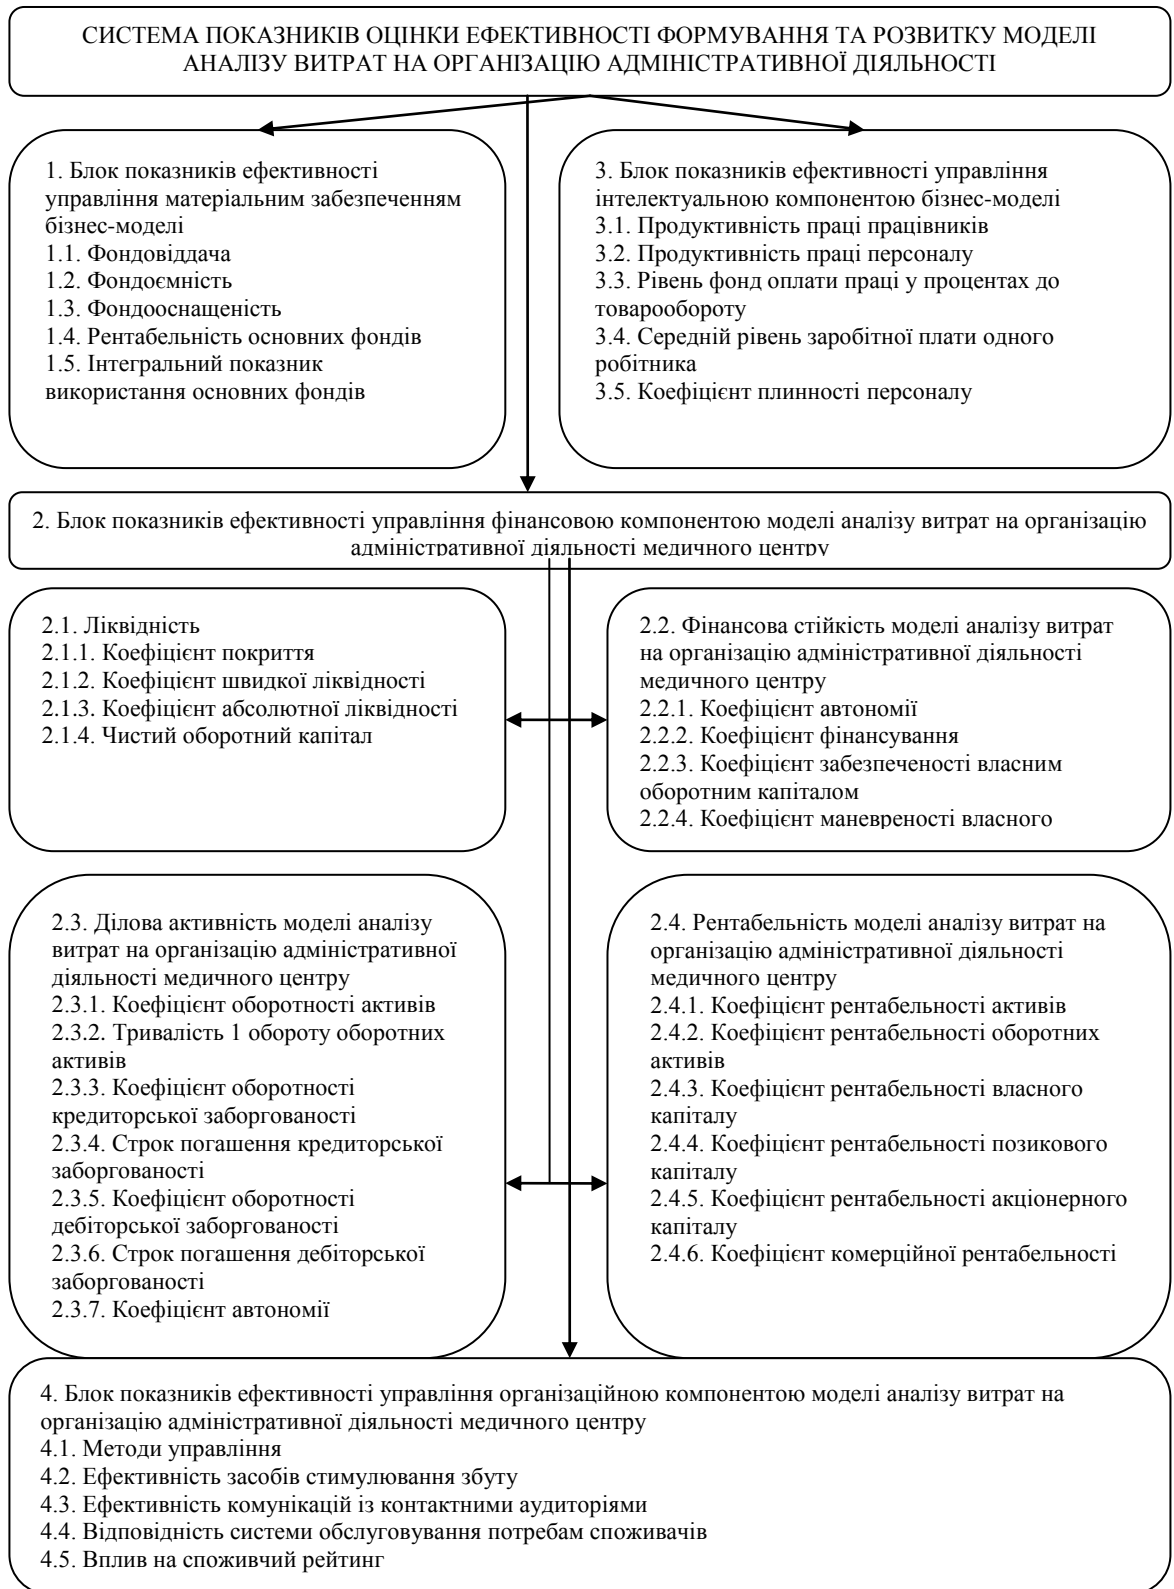 СИСТЕМА ПОКАЗНИКІВ ОЦІНКИ ЕФЕКТИВНОСТІ ФОРМУВАННЯ ТА РОЗВИТКУ МОДЕЛІ
АНАЛІЗУ ВИТРАТ НА ОРГАНІЗАЦІЮ АДМІНІСТРАТИВНОЇ ДІЯЛЬНОСТІ
1. Блок показників ефективності
управління матеріальним забезпеченням
бізнес-моделі
1.1. Фондовіддача
1.2. Фондоємність
1.3. Фондооснащеність
1.4. Рентабельність основних фондів
1.5. Інтегральний показник
використання основних фондів
3. Блок показників ефективності управління
інтелектуальною компонентою бізнес-моделі
3.1. Продуктивність праці працівників
3.2. Продуктивність праці персоналу
3.3. Рівень фонд оплати праці у процентах до
товарообороту
3.4. Середній рівень заробітної плати одного
робітника
3.5. Коефіцієнт плинності персоналу
2. Блок показників ефективності управління фінансовою компонентою моделі аналізу витрат на організацію
адміністративної діяльності медичного центру
2.1. Ліквідність
2.1.1. Коефіцієнт покриття
2.1.2. Коефіцієнт швидкої ліквідності
2.1.3. Коефіцієнт абсолютної ліквідності
2.1.4. Чистий оборотний капітал
2.2. Фінансова стійкість моделі аналізу витрат
на організацію адміністративної діяльності
медичного центру
2.2.1. Коефіцієнт автономії
2.2.2. Коефіцієнт фінансування
2.2.3. Коефіцієнт забезпеченості власним
оборотним капіталом
2.2.4. Коефіцієнт маневреності власного
2.3. Ділова активність моделі аналізу
витрат на організацію адміністративної
діяльності медичного центру
2.3.1. Коефіцієнт оборотності активів
2.3.2. Тривалість 1 обороту оборотних
активів
2.3.3. Коефіцієнт оборотності
кредиторської заборгованості
2.3.4. Строк погашення кредиторської
заборгованості
2.3.5. Коефіцієнт оборотності
дебіторської заборгованості
2.3.6. Строк погашення дебіторської
заборгованості
2.3.7. Коефіцієнт автономії
2.4. Рентабельність моделі аналізу витрат на
організацію адміністративної діяльності
медичного центру
2.4.1. Коефіцієнт рентабельності активів
2.4.2. Коефіцієнт рентабельності оборотних
активів
2.4.3. Коефіцієнт рентабельності власного
капіталу
2.4.4. Коефіцієнт рентабельності позикового
капіталу
2.4.5. Коефіцієнт рентабельності акціонерного
капіталу
2.4.6. Коефіцієнт комерційної рентабельності
4. Блок показників ефективності управління організаційною компонентою моделі аналізу витрат на
організацію адміністративної діяльності медичного центру
4.1. Методи управління
4.2. Ефективність засобів стимулювання збуту
4.3. Ефективність комунікацій із контактними аудиторіями
4.4. Відповідність системи обслуговування потребам споживачів
4.5. Вплив на споживчий рейтинг